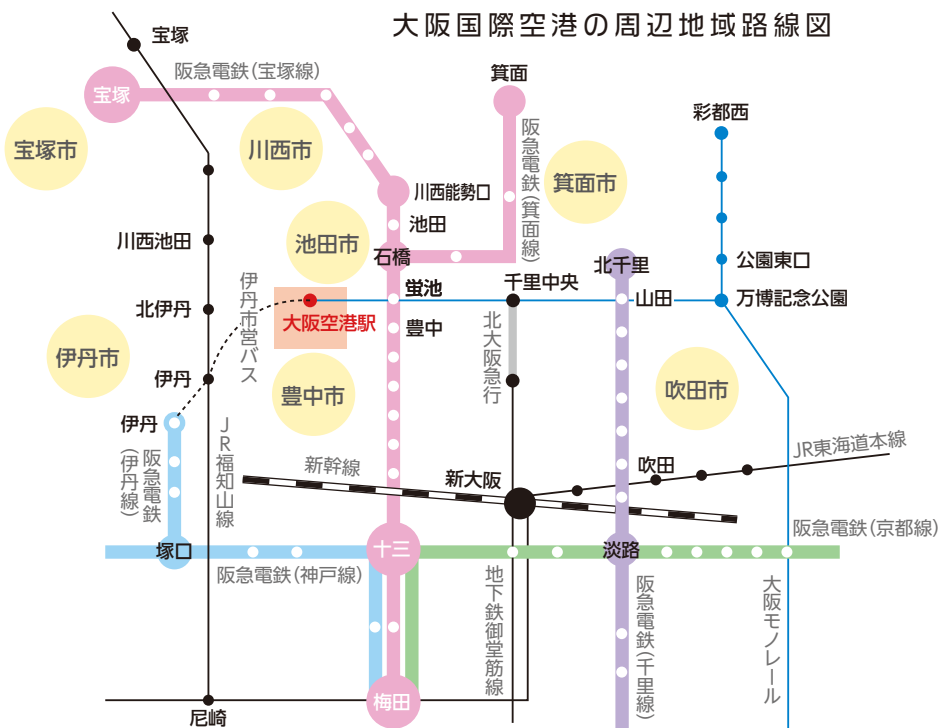 大阪国際空港の周辺地域路線図
宝塚
阪急電鉄(宝塚線)
箕面
宝塚
彩都西
宝塚市
川西市
阪急電鉄(箕面線)
箕面市
川西能勢口
池田
池田市
川西池田
石橋
北千里
公園東口
伊丹市営バス
蛍池
千里中央
山田
万博記念公園
北伊丹
大阪空港駅
豊中
北大阪急行
伊丹市
伊丹
豊中市
吹田市
伊丹
JR福知山線
阪急電鉄
(伊丹線)
新幹線
新大阪
吹田
JR東海道本線
阪急電鉄(京都線)
塚口
十三
淡路
阪急電鉄(神戸線)
地下鉄御堂筋線
阪急電鉄(千里線)
大阪モノレール
梅田
尼崎